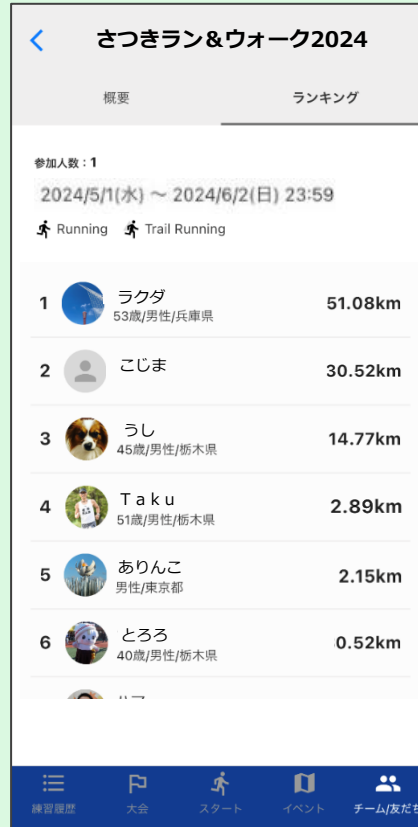 さつきラン＆ウォーク2024
概要
ランキング
参加人数：1
2024/5/1(水) ～ 2024/6/2(日) 23:59
Running Trail Running
1 ラクダ 51.08km
53歳/男性/兵庫県
2 こじま 30.52km
3 うし 14.77km
45歳/男性/栃木県
4 Ｔａｋｕ 2.89km
51歳/男性/栃木県
5 ありんこ 2.15km
男性/東京都
6 とろろ 0.52km
40歳/男性/栃木県
練習履歴 大会 スタート イベント チーム/友だち